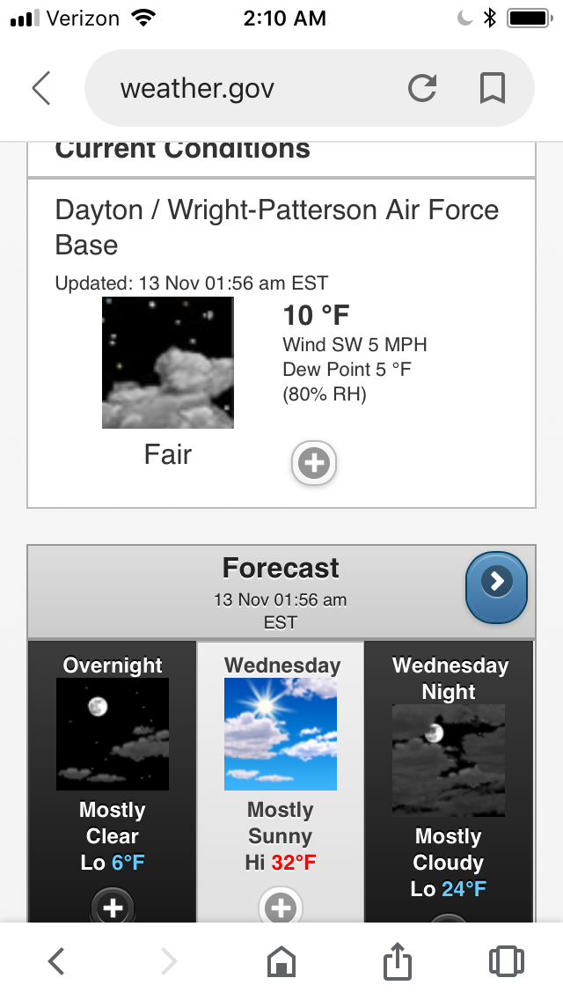 Verizon 2:10 AM
weather.gov
Current Conditions
Dayton / Wright-Patterson Air Force
Base
Updated: 13 Nov 01:56 am EST
10 °F
Wind SW 5 MPH
Dew Point 5 °F
(80% RH)
Fair
Forecast
13 Nov 01:56 am
EST
Overnight
Mostly
Clear
Lo 6°F
Wednesday
Mostly
Sunny
Hi 32°F
Wednesday
Night
Mostly
Cloudy
Lo 24°F